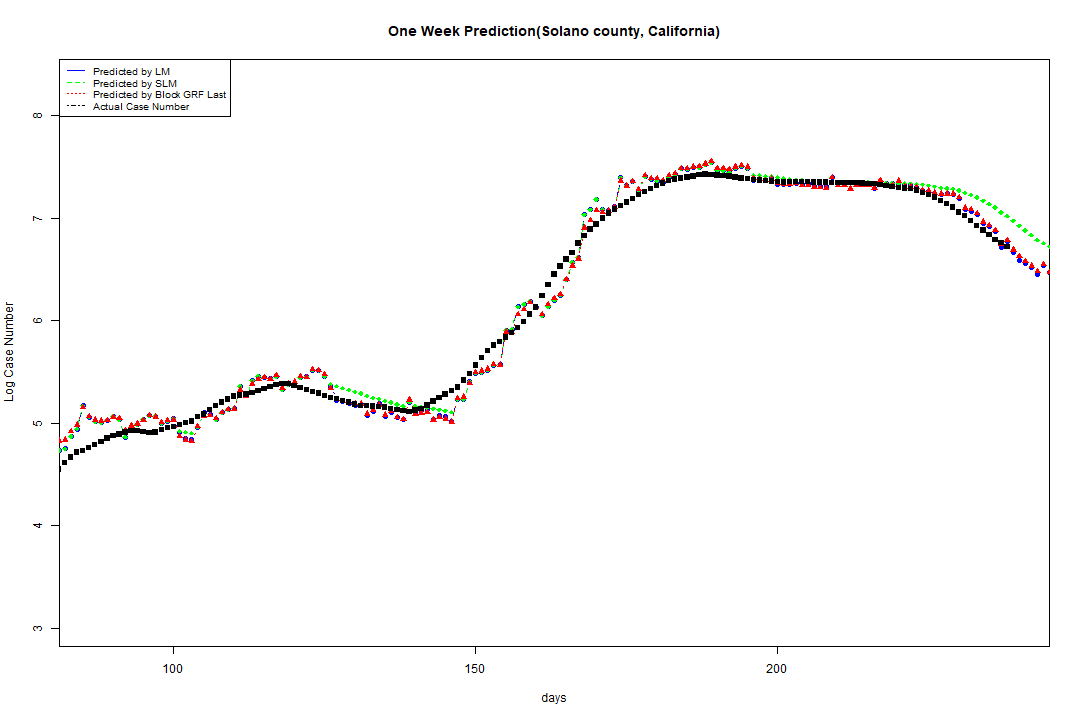 One Week Prediction(Solano county, California)
Predicted by LM
Predicted by SLM
Predicted by Block GRF Last
Actual Case Number
8
7
6
5
4
3
Log Case Number
100 150 200
days